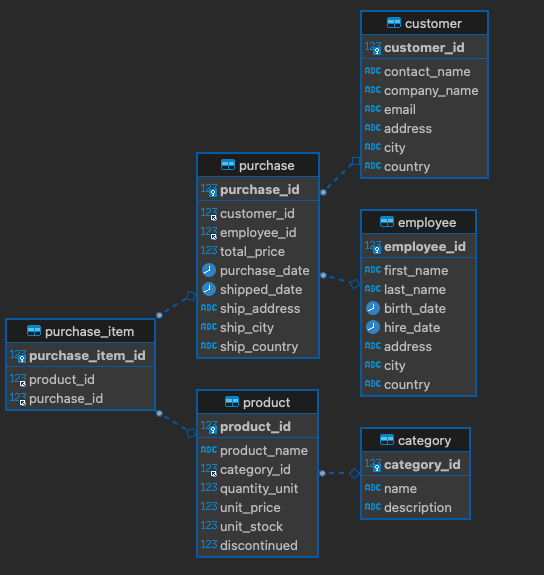 customer
123 customer_id
ABC contact_name
ABC company_name
ABC email
ABC address
ABC city
ABC country
purchase
123 purchase_id
123 customer_id
123 employee_id
123 total_price
purchase_date
shipped_date
ABC ship_address
ABC ship_city
ABC ship_country
employee
123 employee_id
ABC first_name
ABC last_name
birth_date
hire_date
ABC address
ABC city
ABC country
purchase_item
123 purchase_item_id
123 product_id
123 purchase_id
product
123 product_id
ABC product_name
123 category_id
123 quantity_unit
123 unit_price
123 unit_stock
123 discontinued
category
123 category_id
ABC name
ABC description